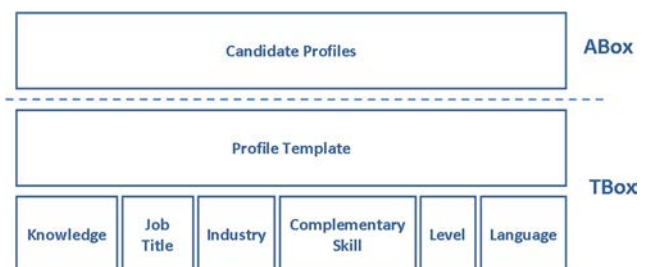 Candidate Profiles
ABox
Profile Template
TBox
Knowledge
Job
Title
Industry
Complementary
Skill
Level
Language